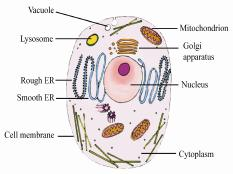 Vacuole
Lysosome
Mitochondrion
Golgi
apparatus
Rough ER
Nucleus
Smooth ER
Cell membrane
Cytoplasm